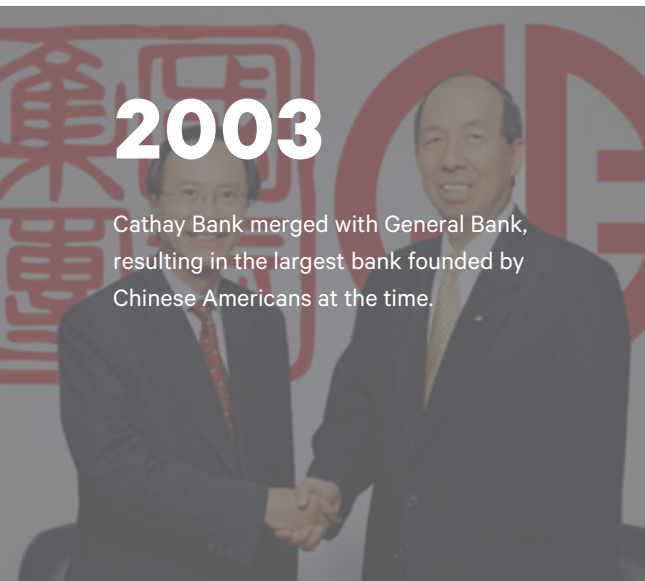 2003
Cathay Bank merged with General Bank,
resulting in the largest bank founded by
Chinese Americans at the time.